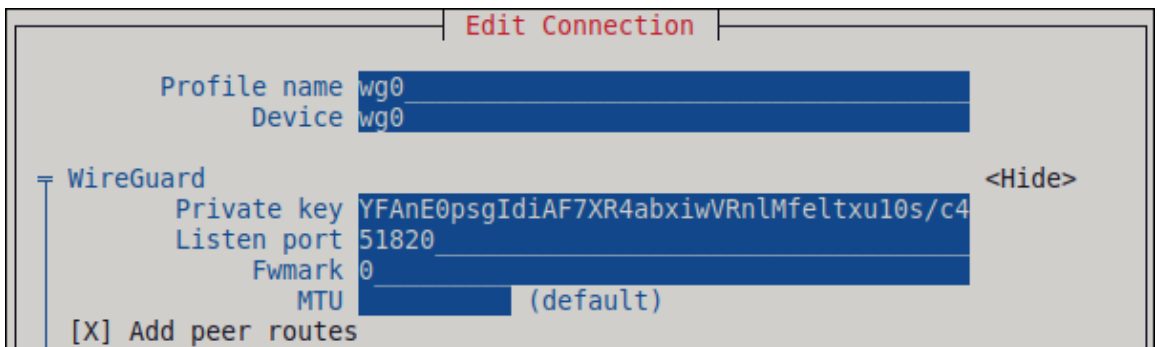 Edit Connection
Profile name wg0
Device wg0
WireGuard <Hide>
Private key YFAnE0psgIdiAF7XR4abxiwVRnlMfeltxu10s/c4
Listen port 51820
Fwmark 0
MTU (default)
[X] Add peer routes